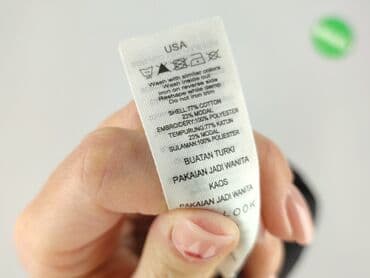 USA
Wash with similar colors
Wash inside out
Iron on reverse side
Reshape while damp
Do not iron trim
SHELL:77% COTTON
23% MODAL
EMBROIDERY:100% POLYESTER
TEMPURUNG:77% KATUN
23% MODAL
SULAMAN:100% POLIESTER
BUATAN TURKI
PAKAIAN JADI WANITA
KAOS
PAKAIAN JADI WANITA